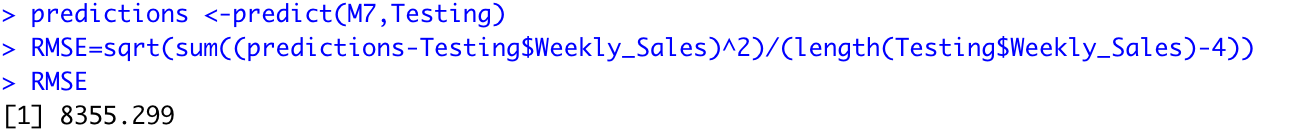 > predictions <-predict(M7,Testing)
> RMSE=sqrt(sum((predictions-Testing$Weekly_Sales)^2)/(length(Testing$Weekly_Sales)-4))
> RMSE
[1] 8355.299